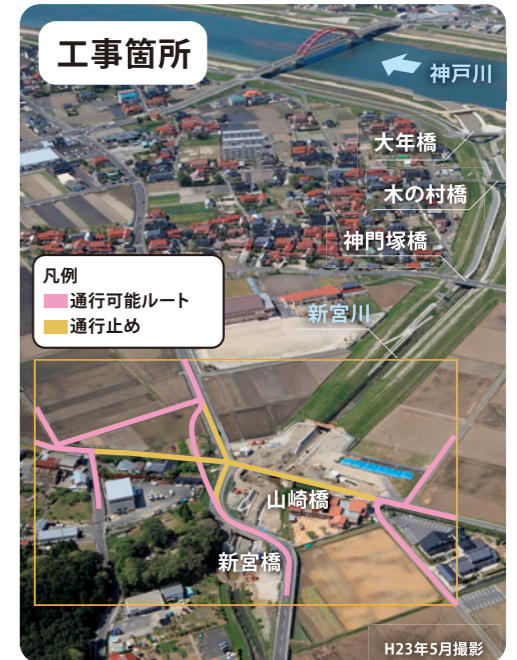 工事箇所
神戸川
大年橋
木の村橋
神門塚橋
凡例
通行可能ルート
通行止め
新宮川
山崎橋
新宮橋
H23年5月撮影